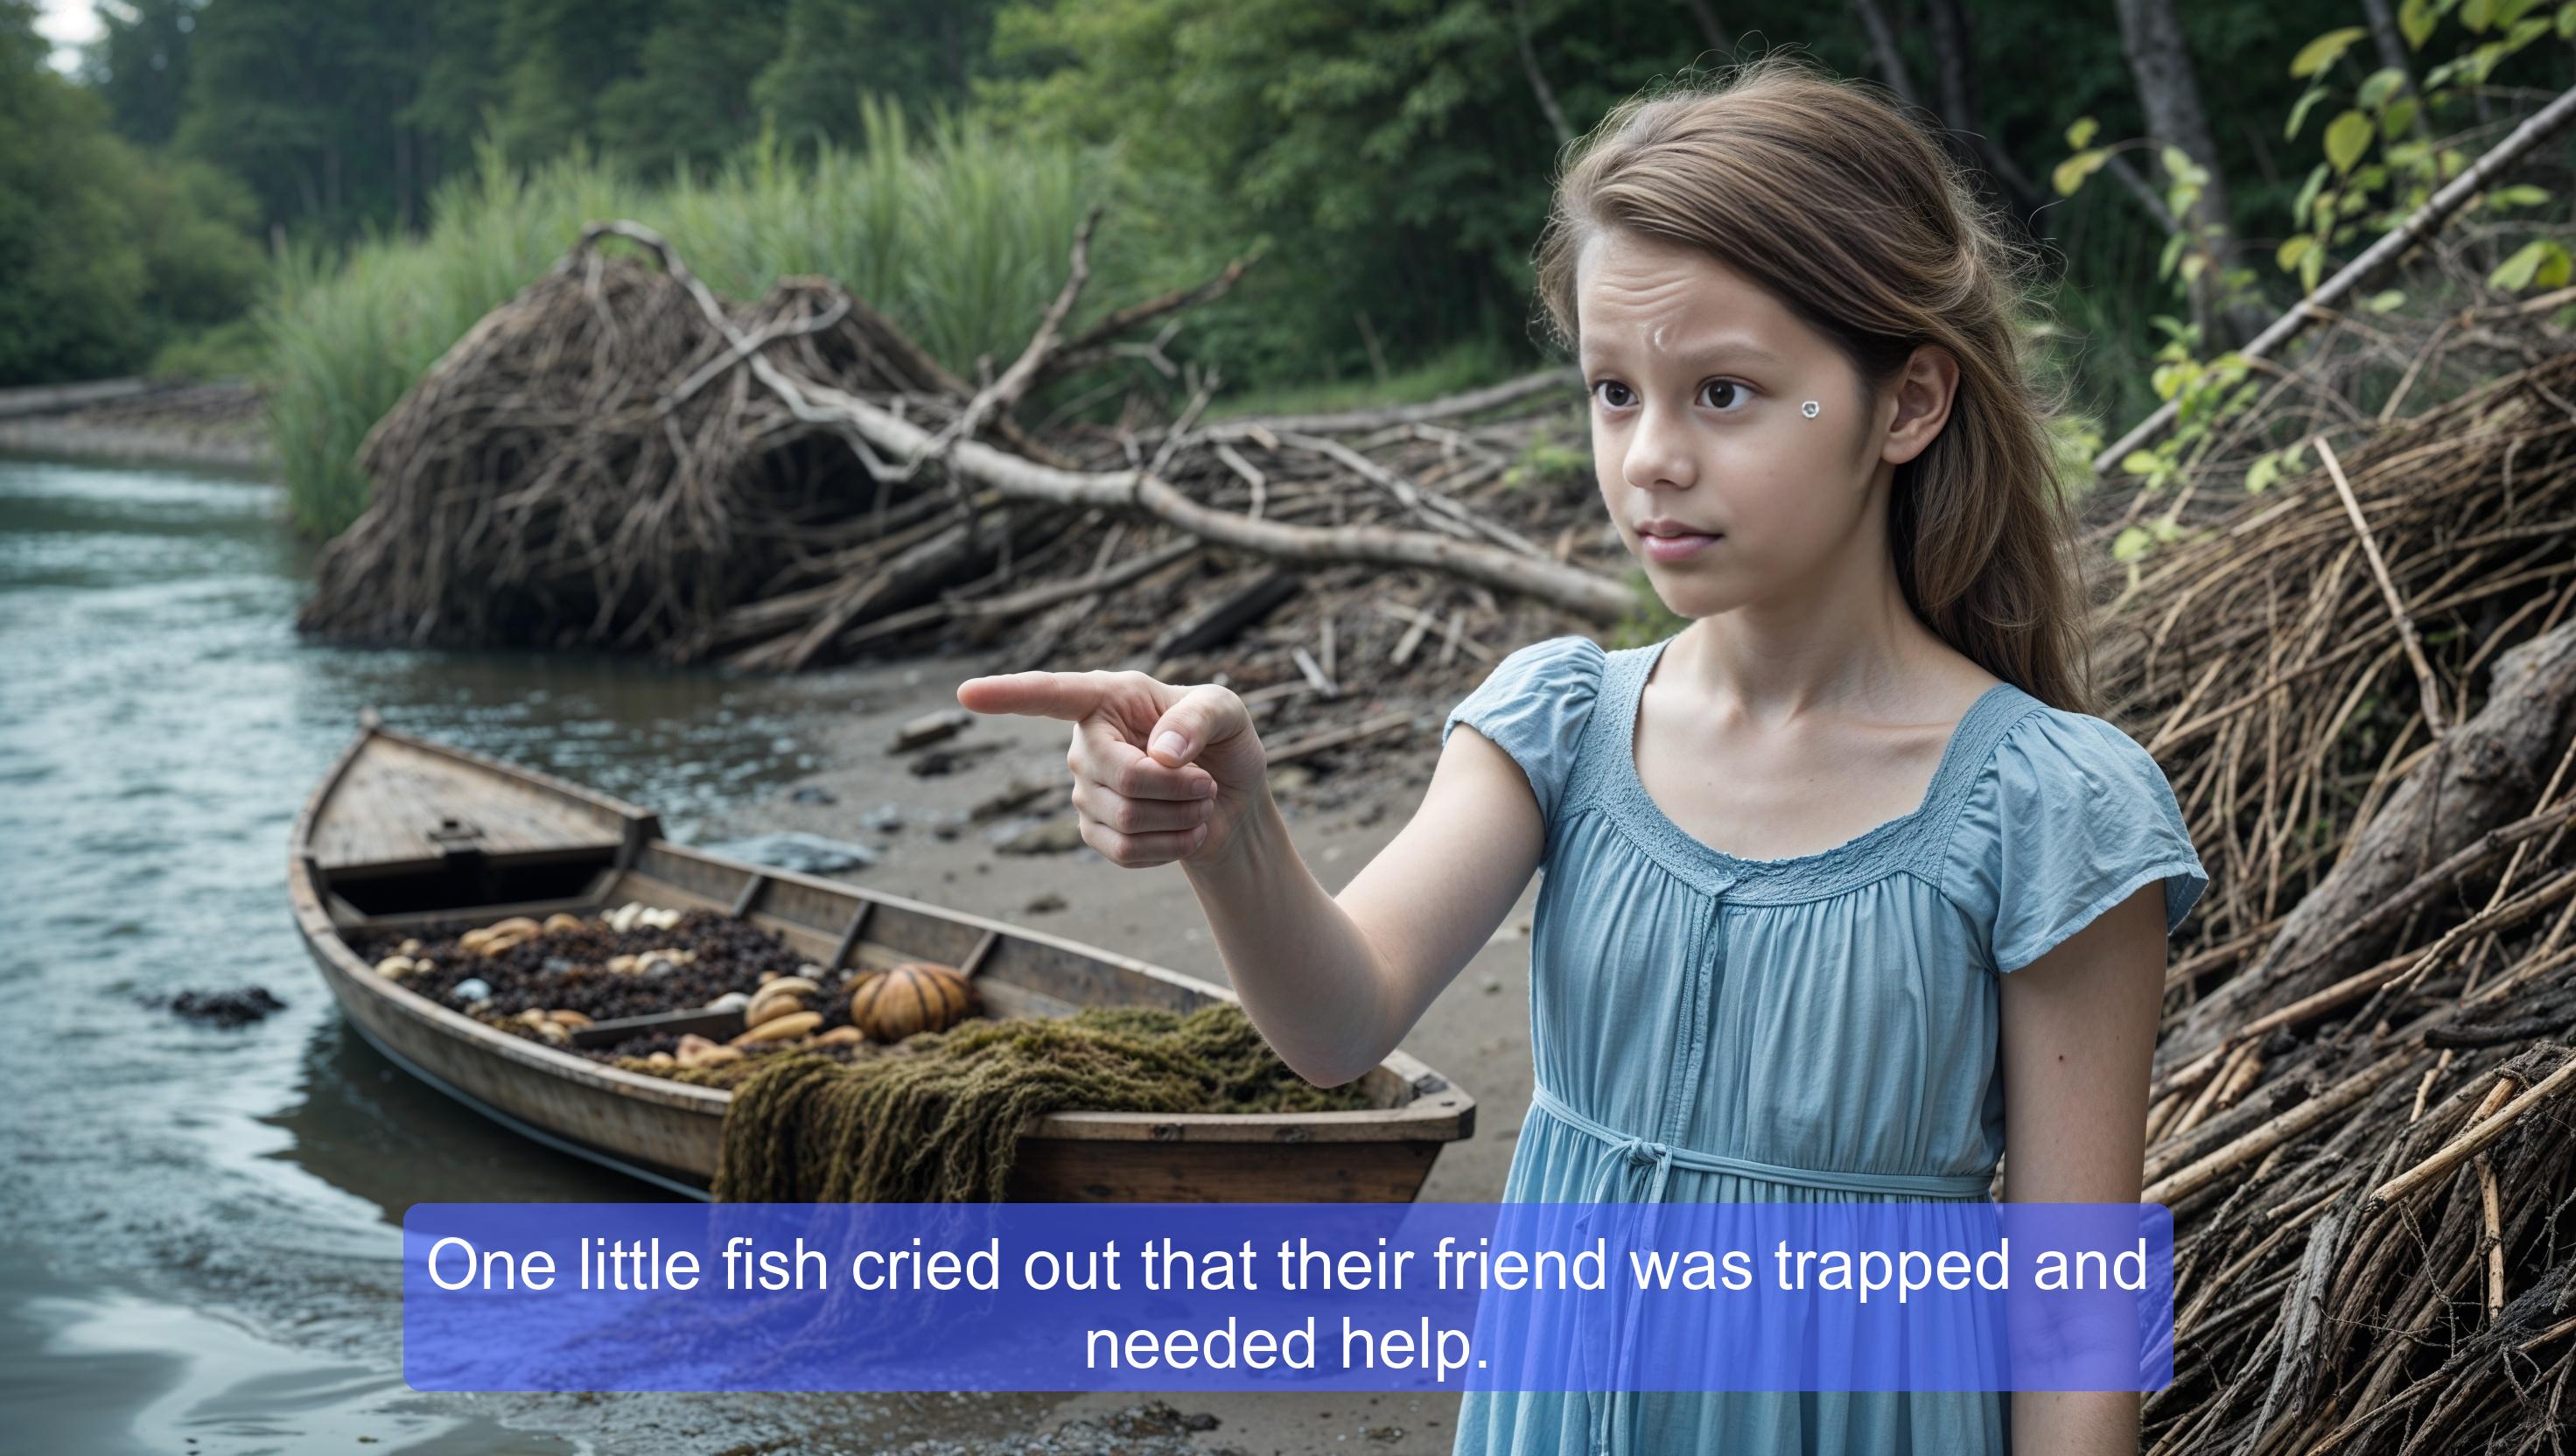 One little fish cried out that their friend was trapped and
needed help.